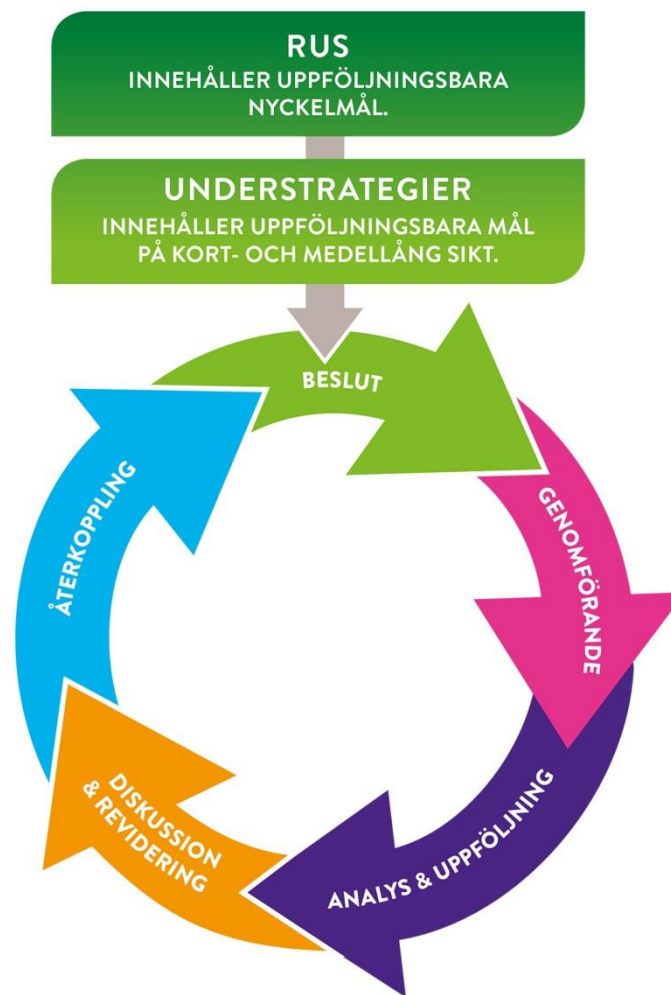 RUS
INNEHÅLLER UPPFÖLJNINGSBARA
NYCKELMÅL.
UNDERSTRATEGIER
INNEHÅLLER UPPFÖLJNINGSBARA MÅL
PÅ KORT- OCH MEDELLÅNG SIKT.
BESLUT
GENOMFÖRANDE
ANALYS & UPPFÖLJNING
DISKUSSION
& REVIDERING
ÅTERKOPPLING